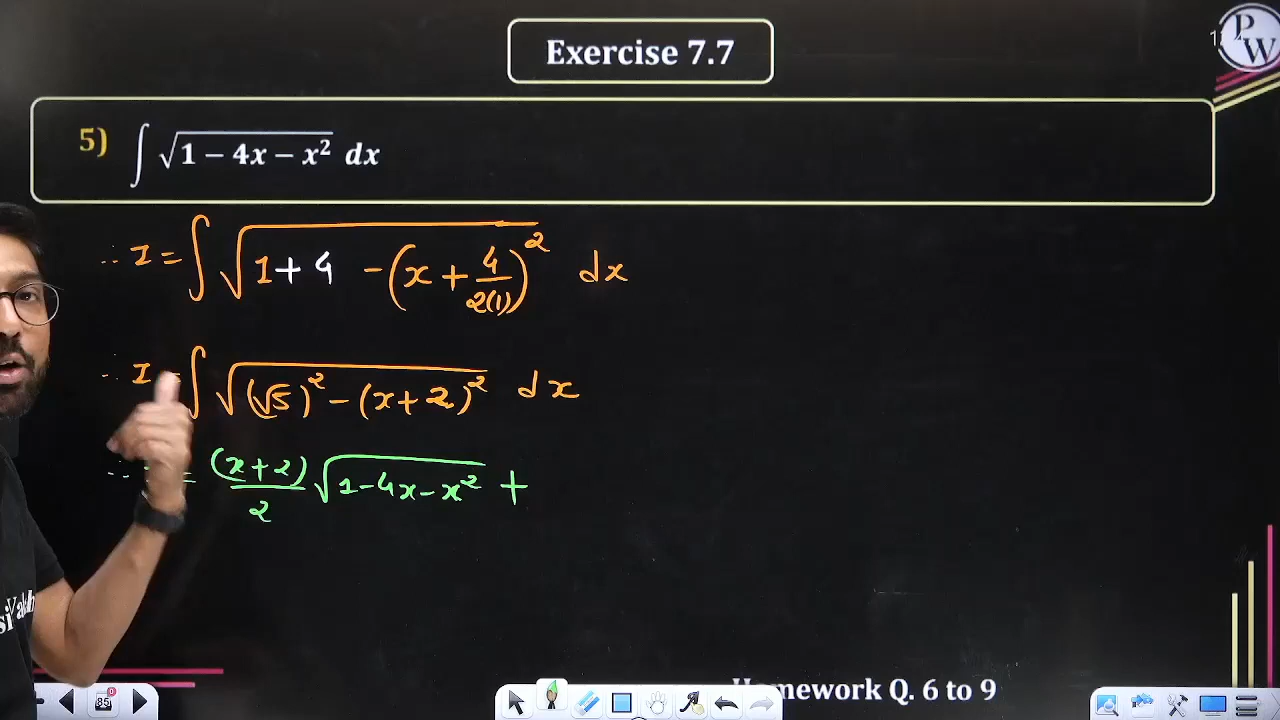 Exercise 7.7
PW
5) ∫ √(1 − 4x − x²) dx
∴ I = ∫ √(1 + 4 − (x + 4/2(1))²) dx
∴ I = ∫ √((√5)² − (x + 2)²) dx
∴ = (x+2)/2 √(1−4x−x²) +
Homework Q. 6 to 9